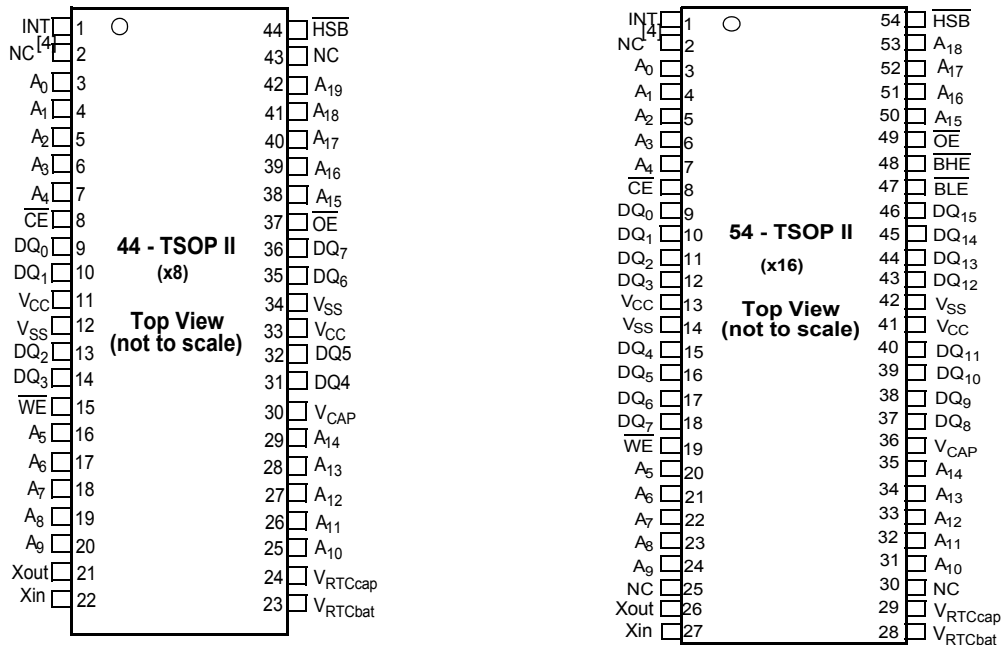 INT 1 44 HSB
NC [4] 2 43 NC
A0 3 42 A19
A1 4 41 A18
A2 5 40 A17
A3 6 39 A16
A4 7 38 A15
CE 8 37 OE
DQ0 9 36 DQ7
DQ1 10 35 DQ6
VCC 11 34 VSS
VSS 12 33 VCC
DQ2 13 32 DQ5
DQ3 14 31 DQ4
WE 15 30 VCAP
A5 16 29 A14
A6 17 28 A13
A7 18 27 A12
A8 19 26 A11
A9 20 25 A10
Xout 21 24 VRTCcap
Xin 22 23 VRTCbat
44 - TSOP II
(x8)
Top View
(not to scale)
INT 1 54 HSB
NC [4] 2 53 A18
A0 3 52 A17
A1 4 51 A16
A2 5 50 A15
A3 6 49 OE
A4 7 48 BHE
CE 8 47 BLE
DQ0 9 46 DQ15
DQ1 10 45 DQ14
DQ2 11 44 DQ13
DQ3 12 43 DQ12
VCC 13 42 VSS
VSS 14 41 VCC
DQ4 15 40 DQ11
DQ5 16 39 DQ10
DQ6 17 38 DQ9
DQ7 18 37 DQ8
WE 19 36 VCAP
A5 20 35 A14
A6 21 34 A13
A7 22 33 A12
A8 23 32 A11
A9 24 31 A10
NC 25 30 NC
Xout 26 29 VRTCcap
Xin 27 28 VRTCbat
54 - TSOP II
(x16)
Top View
(not to scale)